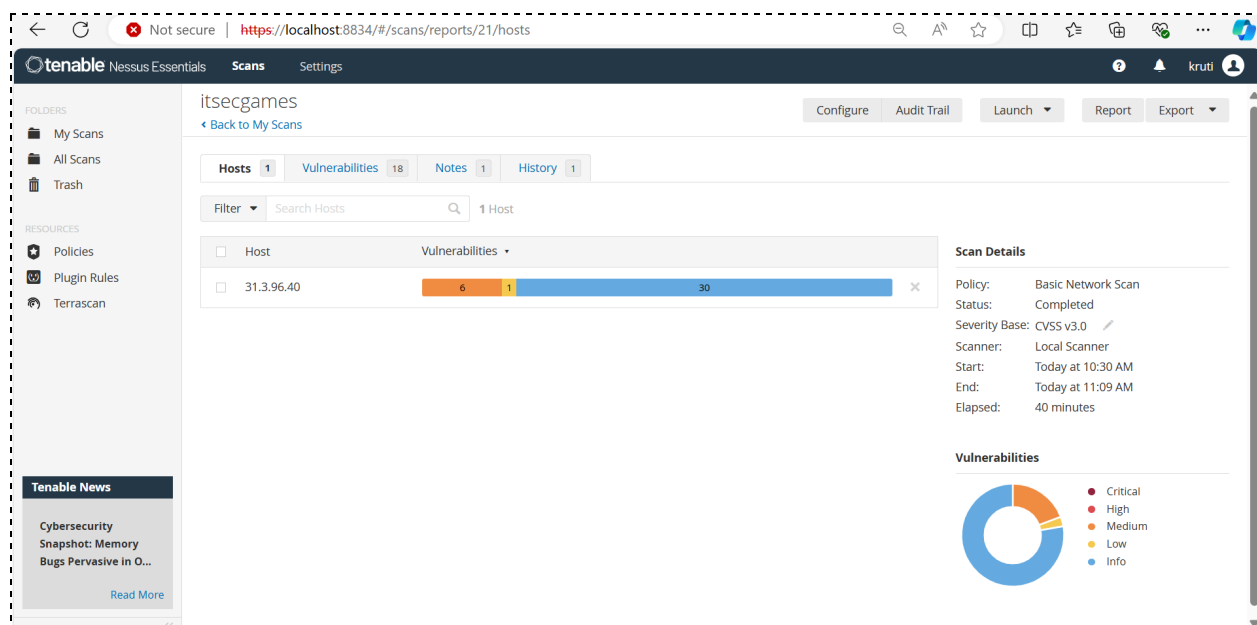 Not secure | https://localhost:8834/#/scans/reports/21/hosts
tenable Nessus Essentials Scans Settings kruti
FOLDERS
My Scans
All Scans
Trash
RESOURCES
Policies
Plugin Rules
Terrascan
Tenable News
Cybersecurity
Snapshot: Memory
Bugs Pervasive in O...
Read More
itsecgames
Back to My Scans
Configure Audit Trail Launch Report Export
Hosts 1 Vulnerabilities 18 Notes 1 History 1
Filter Search Hosts 1 Host
Host Vulnerabilities
31.3.96.40 6 1 30
Scan Details
Policy: Basic Network Scan
Status: Completed
Severity Base: CVSS v3.0
Scanner: Local Scanner
Start: Today at 10:30 AM
End: Today at 11:09 AM
Elapsed: 40 minutes
Vulnerabilities
Critical
High
Medium
Low
Info